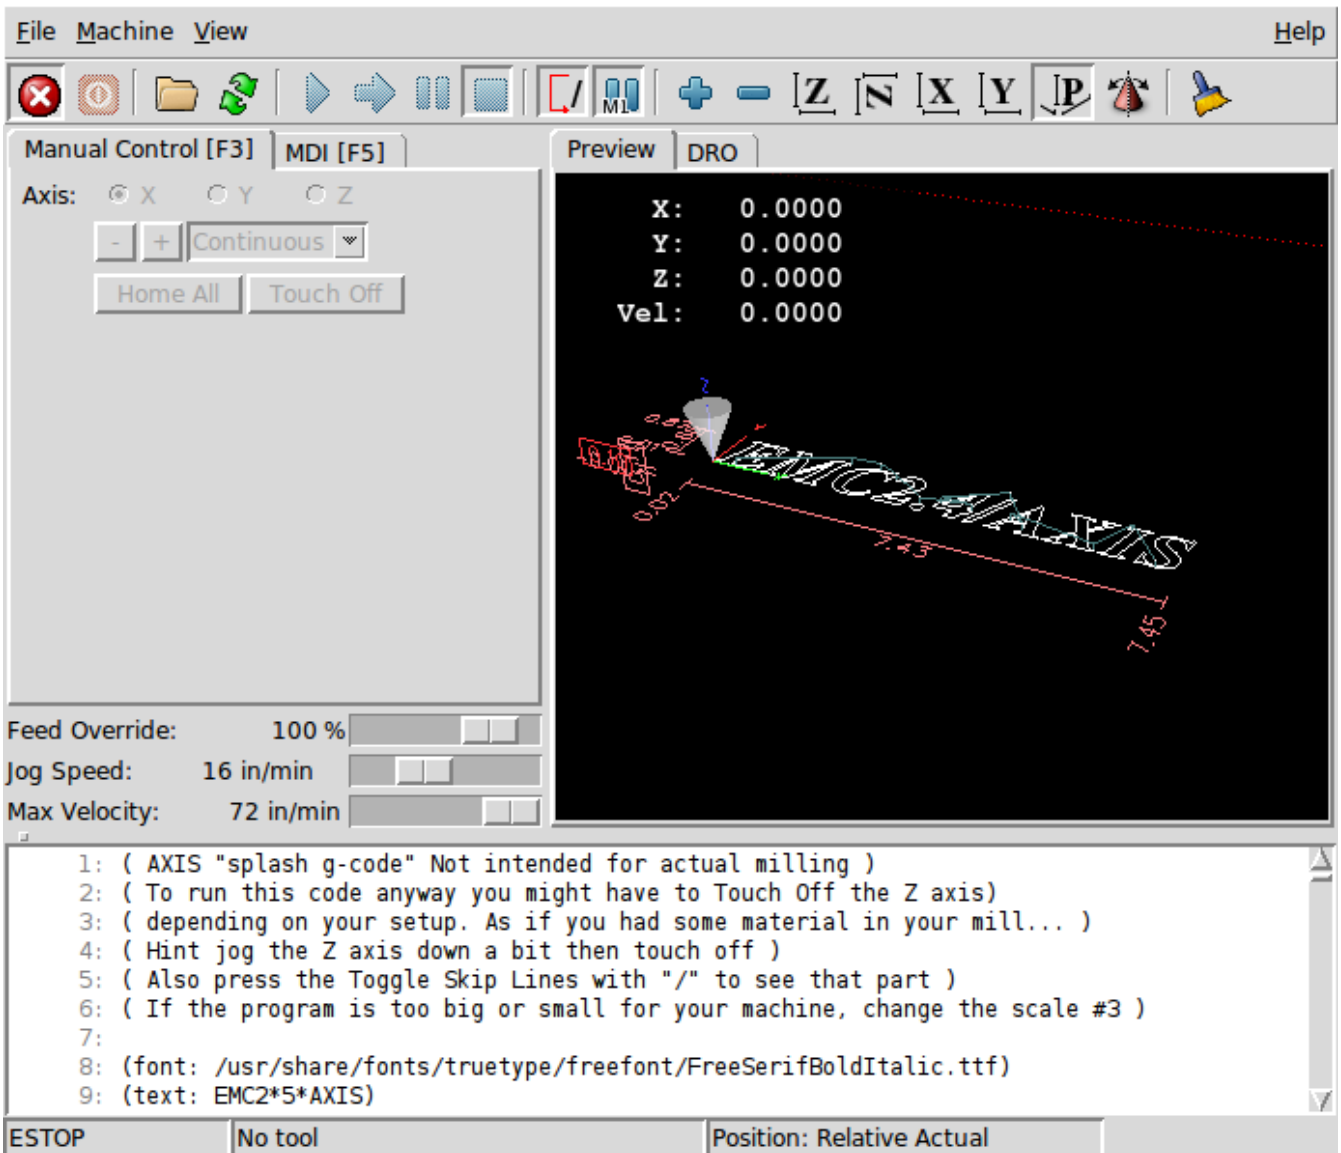 File Machine View Help
M1 Z N X Y P
Manual Control [F3] MDI [F5] Preview DRO
Axis: X Y Z
- + Continuous
Home All Touch Off
X: 0.0000
Y: 0.0000
Z: 0.0000
Vel: 0.0000
Z
EMC2.4/AXIS
0.02
7.43
7.45
Feed Override: 100 %
Jog Speed: 16 in/min
Max Velocity: 72 in/min
1: ( AXIS "splash g-code" Not intended for actual milling )
2: ( To run this code anyway you might have to Touch Off the Z axis)
3: ( depending on your setup. As if you had some material in your mill... )
4: ( Hint jog the Z axis down a bit then touch off )
5: ( Also press the Toggle Skip Lines with "/" to see that part )
6: ( If the program is too big or small for your machine, change the scale #3 )
7:
8: (font: /usr/share/fonts/truetype/freefont/FreeSerifBoldItalic.ttf)
9: (text: EMC2*5*AXIS)
ESTOP No tool Position: Relative Actual